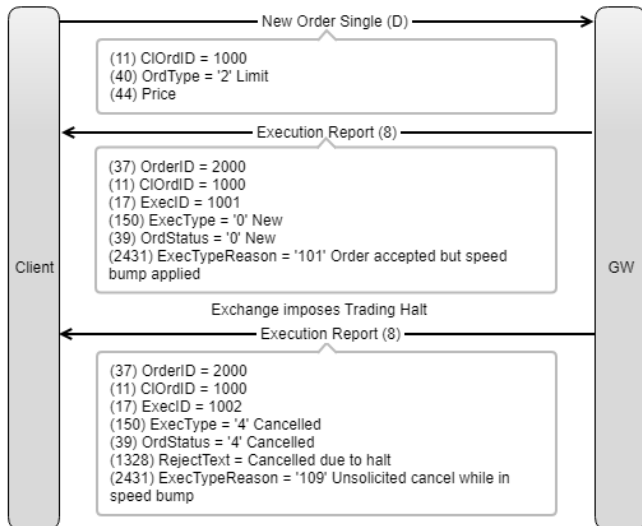 New Order Single (D)
(11) ClOrdID = 1000
(40) OrdType = '2' Limit
(44) Price
Execution Report (8)
(37) OrderID = 2000
(11) ClOrdID = 1000
(17) ExecID = 1001
(150) ExecType = '0' New
(39) OrdStatus = '0' New
(2431) ExecTypeReason = '101' Order accepted but speed
bump applied
Client
GW
Exchange imposes Trading Halt
Execution Report (8)
(37) OrderID = 2000
(11) ClOrdID = 1000
(17) ExecID = 1002
(150) ExecType = '4' Cancelled
(39) OrdStatus = '4' Cancelled
(1328) RejectText = Cancelled due to halt
(2431) ExecTypeReason = '109' Unsolicited cancel while in
speed bump